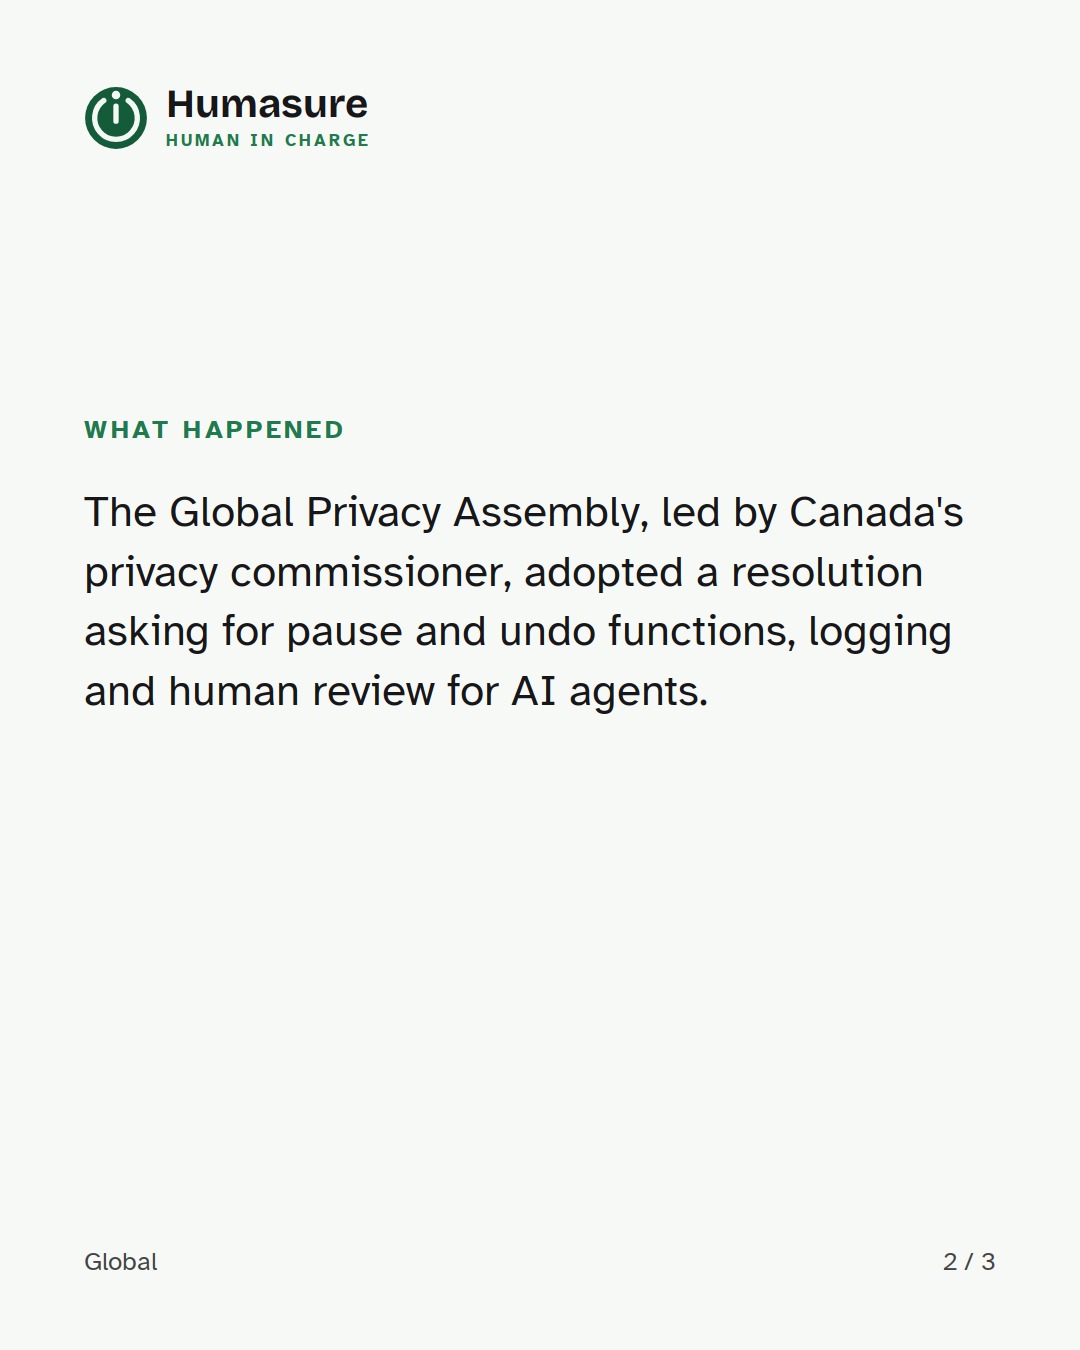 Humasure
HUMAN IN CHARGE
WHAT HAPPENED
The Global Privacy Assembly, led by Canada's
privacy commissioner, adopted a resolution
asking for pause and undo functions, logging
and human review for AI agents.
Global
2 / 3